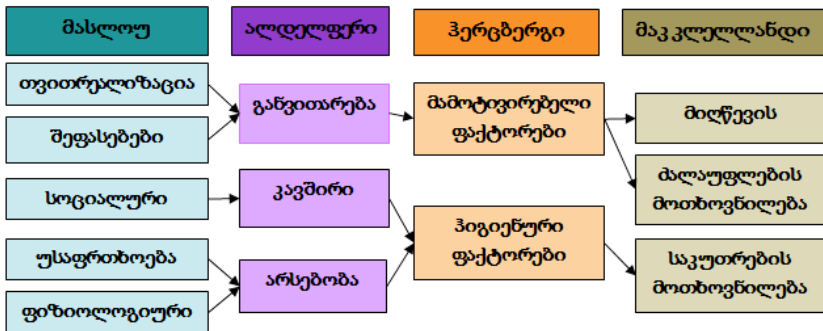 მასლოუ
ალდელფერი
ჰერცბერგი
მაკ კლელლანდი
თვითრეალიზაცია
შეფასებები
სოციალური
უსაფრთხოება
ფიზიოლოგიური
განვითარება
კავშირი
არსებობა
მამოტივირებელი
ფაქტორები
ჰიგიენური
ფაქტორები
მიღწევის
ძალაუფლების
მოთხოვნილება
საკუთრების
მოთხოვნილება